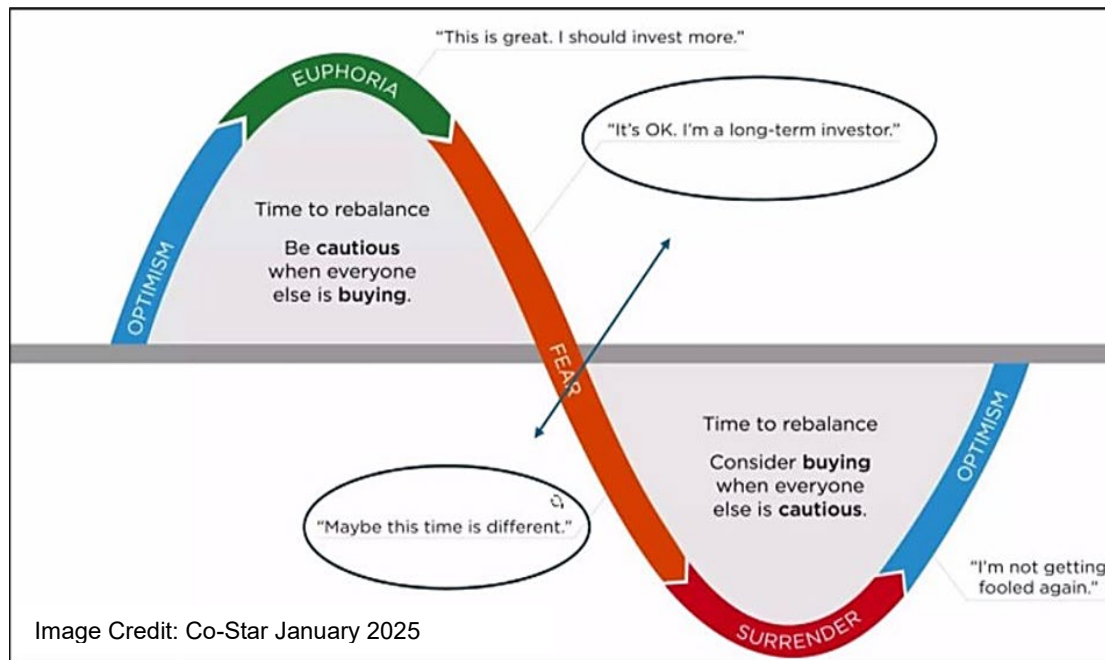 "This is great. I should invest more."
EUPHORIA
"It's OK. I'm a long-term investor."
OPTIMISM
Time to rebalance
Be cautious
when everyone
else is buying.
FEAR
Time to rebalance
Consider buying
when everyone
else is cautious.
OPTIMISM
"Maybe this time is different."
"I'm not getting
fooled again."
SURRENDER
Image Credit: Co-Star January 2025